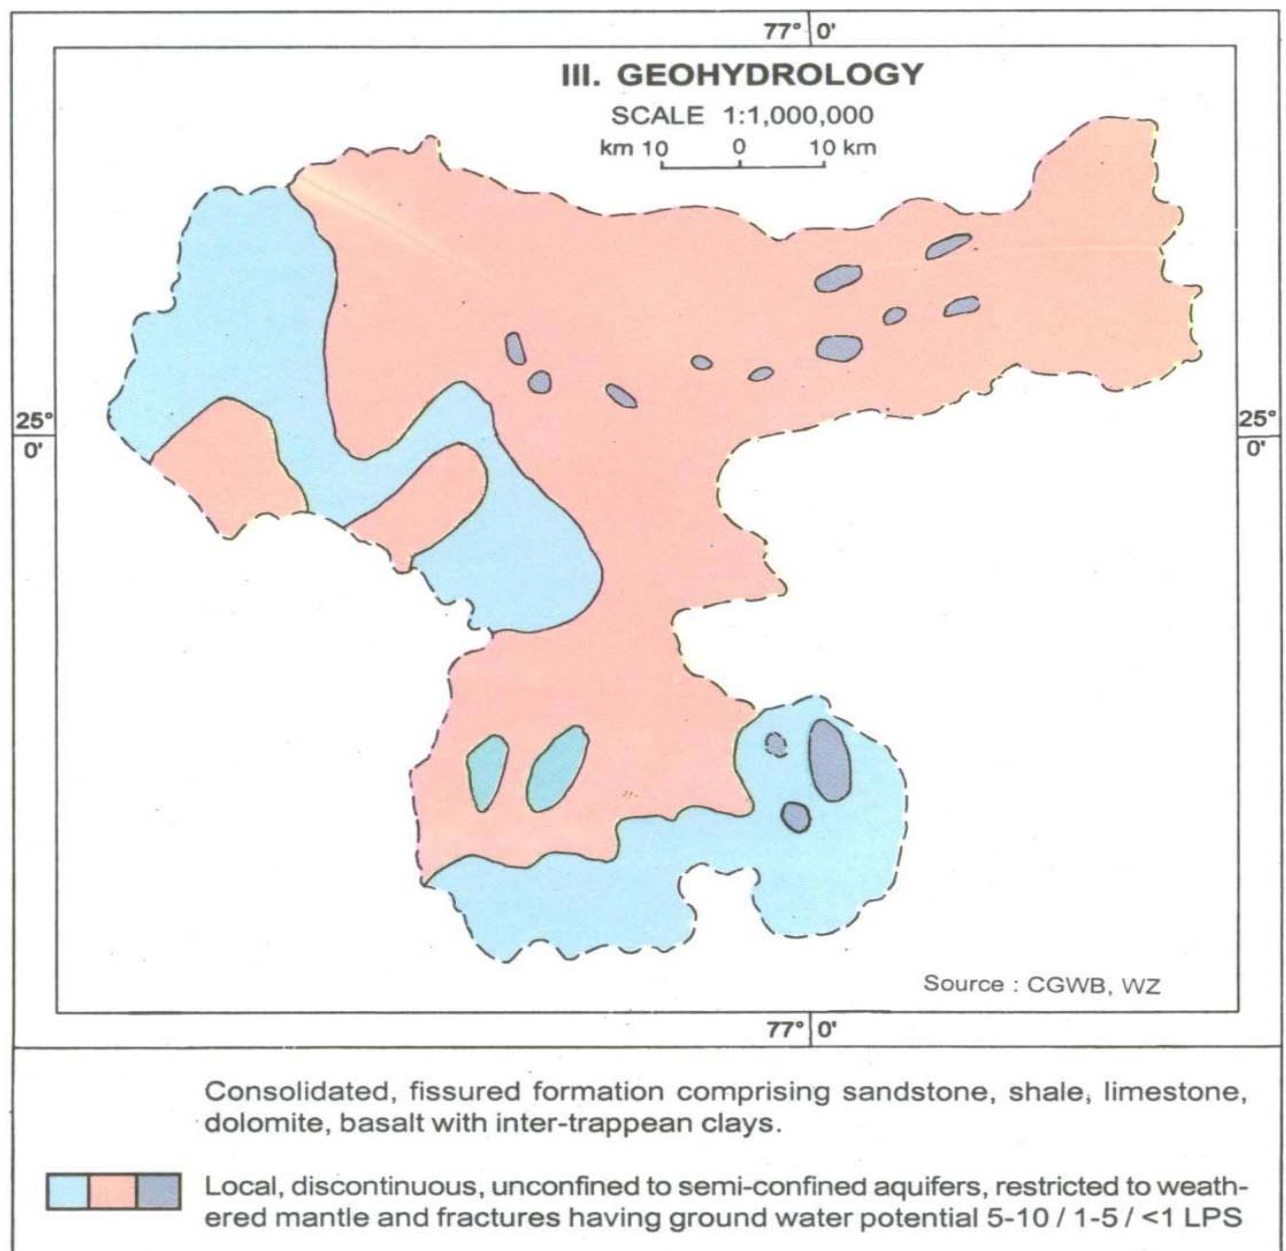 77° 0'
III. GEOHYDROLOGY
SCALE 1:1,000,000
km 10 0 10 km
25° 0'
25° 0'
Source : CGWB, WZ
77° 0'
Consolidated, fissured formation comprising sandstone, shale, limestone,
dolomite, basalt with inter-trappean clays.
Local, discontinuous, unconfined to semi-confined aquifers, restricted to weath-
ered mantle and fractures having ground water potential 5-10 / 1-5 / <1 LPS